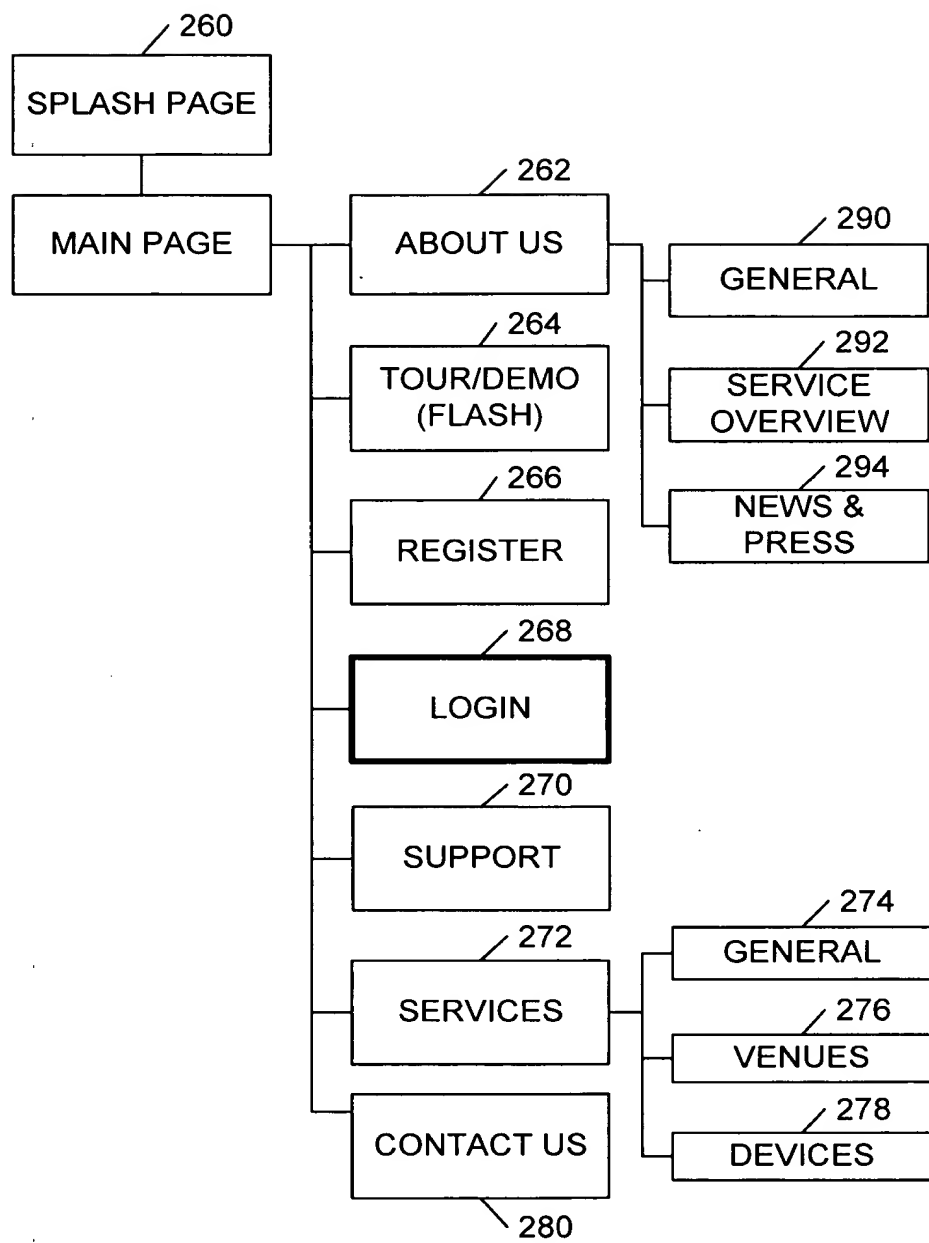 260
SPLASH PAGE
MAIN PAGE
262
ABOUT US
290
GENERAL
292
SERVICE
OVERVIEW
294
NEWS &
PRESS
264
TOUR/DEMO
(FLASH)
266
REGISTER
268
LOGIN
270
SUPPORT
272
SERVICES
274
GENERAL
276
VENUES
278
DEVICES
CONTACT US
280